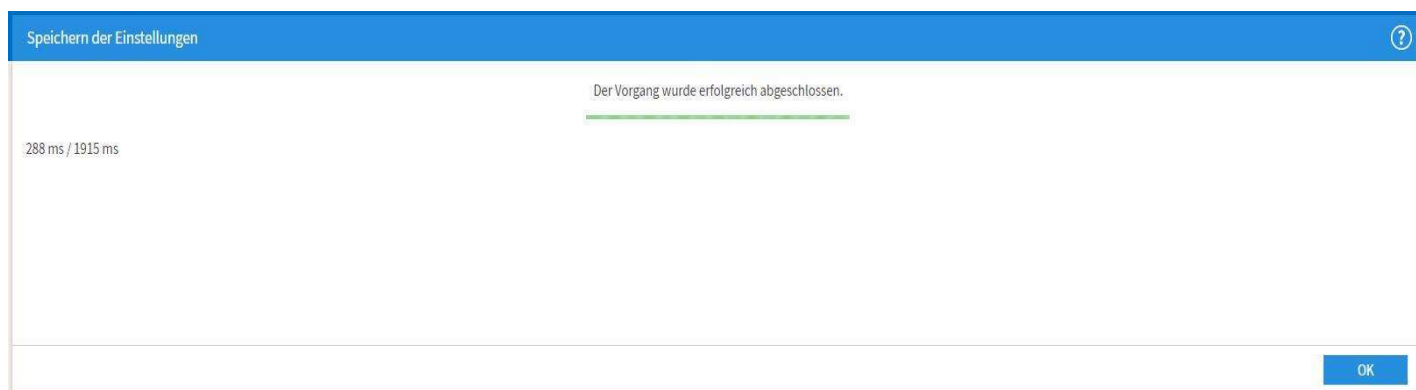 Speichern der Einstellungen
?
Der Vorgang wurde erfolgreich abgeschlossen.
288 ms / 1915 ms
OK